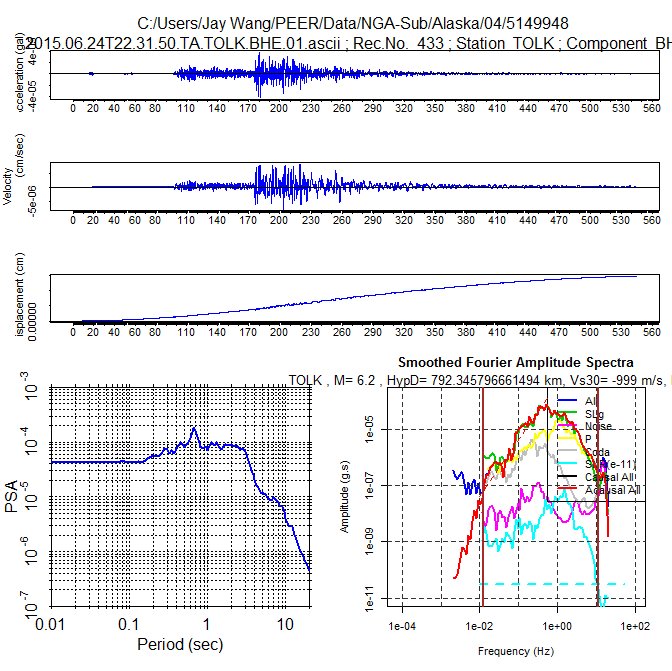 C:/Users/Jay Wang/PEER/Data/NGA-Sub/Alaska/04/5149948
2015.06.24T22.31.50.TA.TOLK.BHE.01.ascii ; Rec.No. 433 ; Station TOLK ; Component BH
(gal)
-4e-05
0 20 40 60 80 110 140 170 200 230 260 290 320 350 380 410 440 470 500 530 560
Velocity
(cm/sec)
-5e-06
0 20 40 60 80 110 140 170 200 230 260 290 320 350 380 410 440 470 500 530 560
isplacement (cm)
0.00000
0 20 40 60 80 110 140 170 200 230 260 290 320 350 380 410 440 470 500 530 560
Smoothed Fourier Amplitude Spectra
TOLK , M= 6.2 , HypD= 792.345796661494 km, Vs30= -999 m/s,
PSA
10^-3
10^-4
10^-5
10^-6
10^-7
0.01 0.1 1 10
Period (sec)
Amplitude (g.s)
1e-05
1e-07
1e-09
1e-11
All
SLg
Noise
P
Coda
Causal All
Acausal All
1e-04 1e-02 1e+00 1e+02
Frequency (Hz)